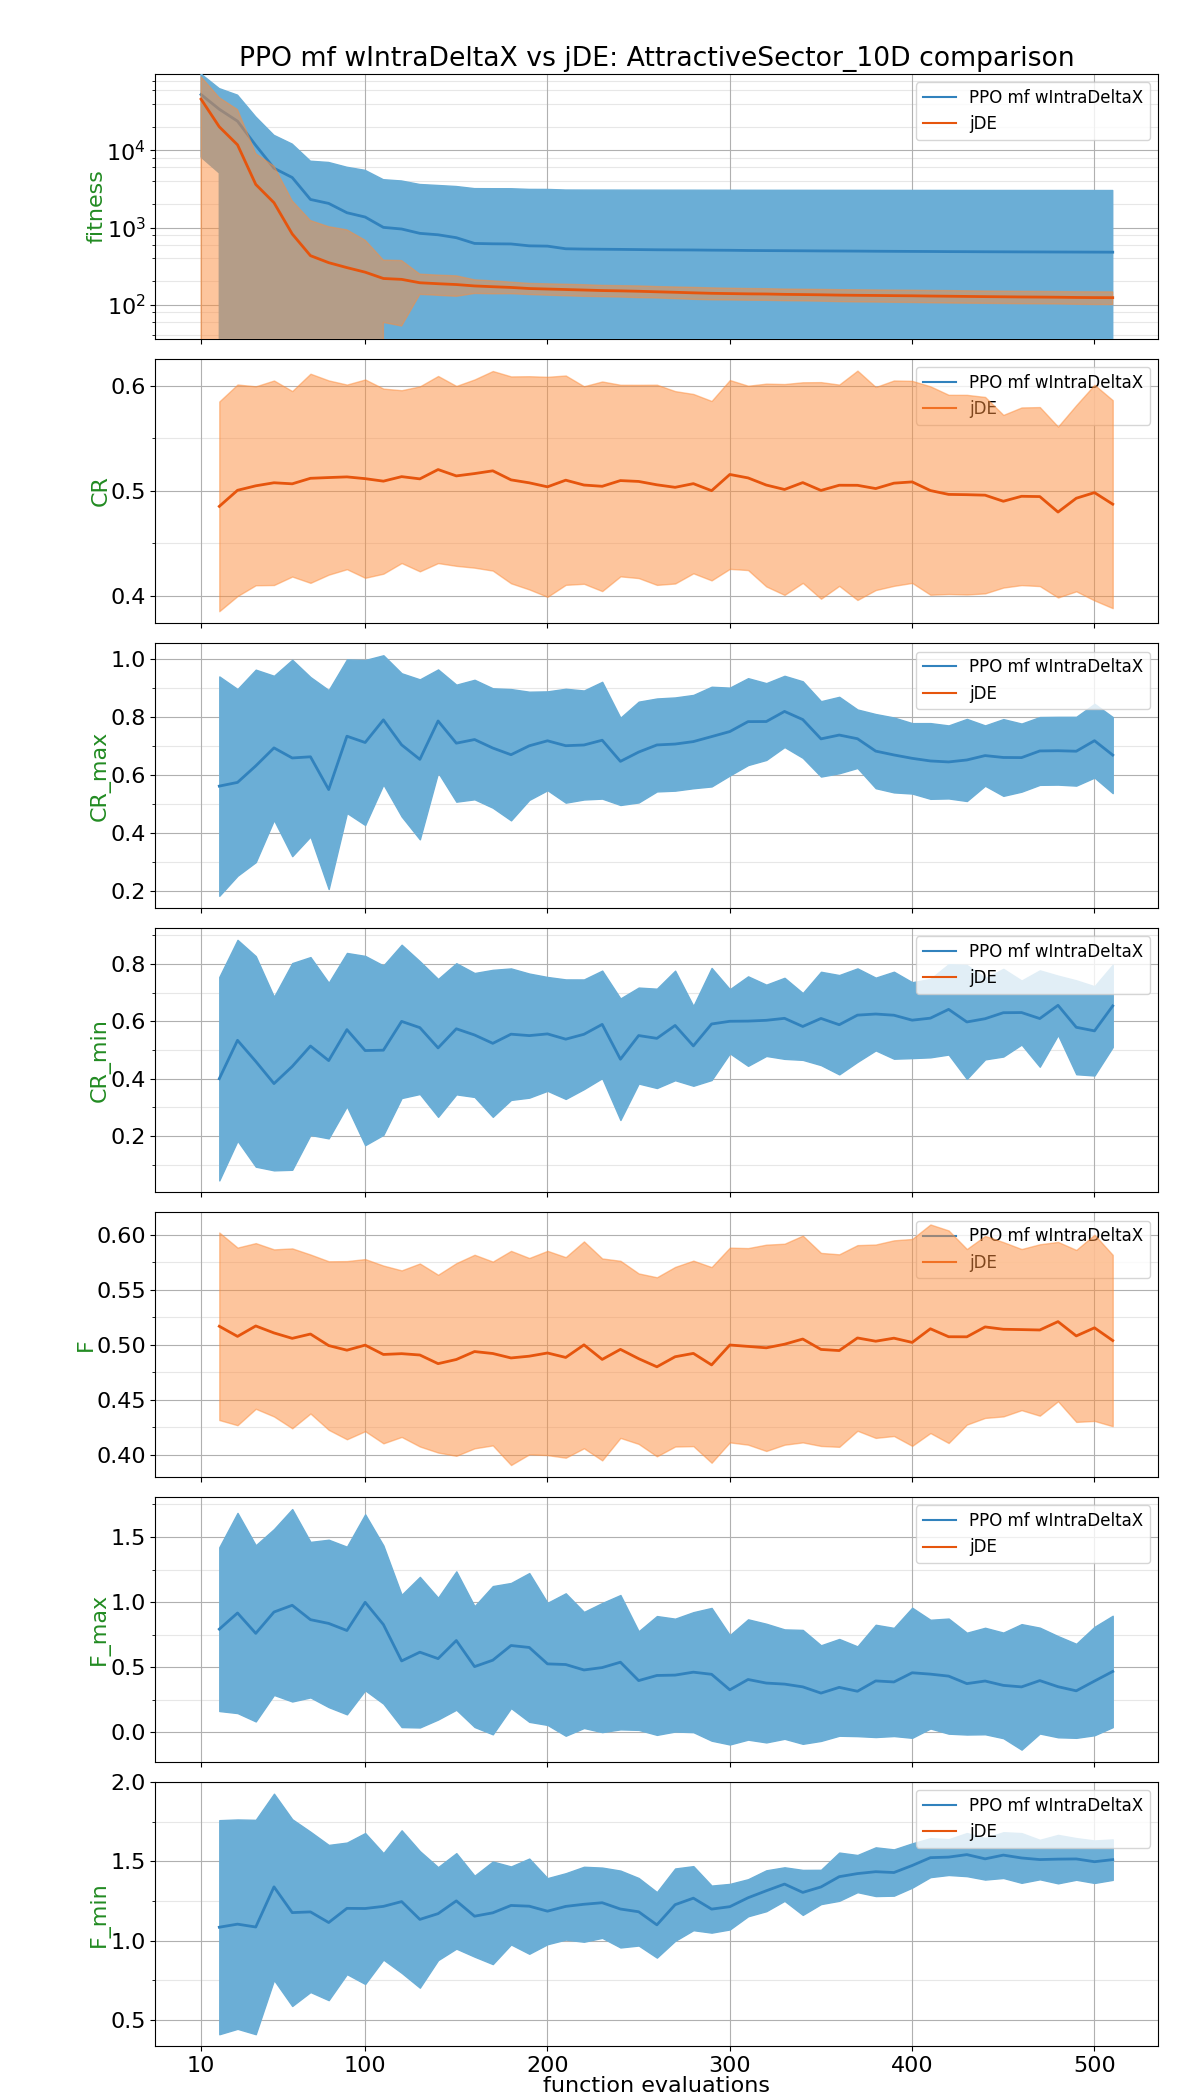 PPO mf wIntraDeltaX vs jDE: AttractiveSector_10D comparison
PPO mf wIntraDeltaX
jDE
10^4
10^3
10^2
fitness
PPO mf wIntraDeltaX
jDE
0.6
0.5
0.4
CR
PPO mf wIntraDeltaX
jDE
1.0
0.8
0.6
0.4
0.2
CR_max
PPO mf wIntraDeltaX
jDE
0.8
0.6
0.4
0.2
CR_min
PPO mf wIntraDeltaX
jDE
0.60
0.55
0.50
0.45
0.40
F
PPO mf wIntraDeltaX
jDE
1.5
1.0
0.5
0.0
F_max
PPO mf wIntraDeltaX
jDE
2.0
1.5
1.0
0.5
F_min
10 100 200 300 400 500
function evaluations